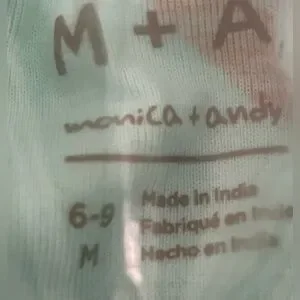 M + A
monica + andy
6-9 Made in India
Fabriqué en Inde
M Hecho en India